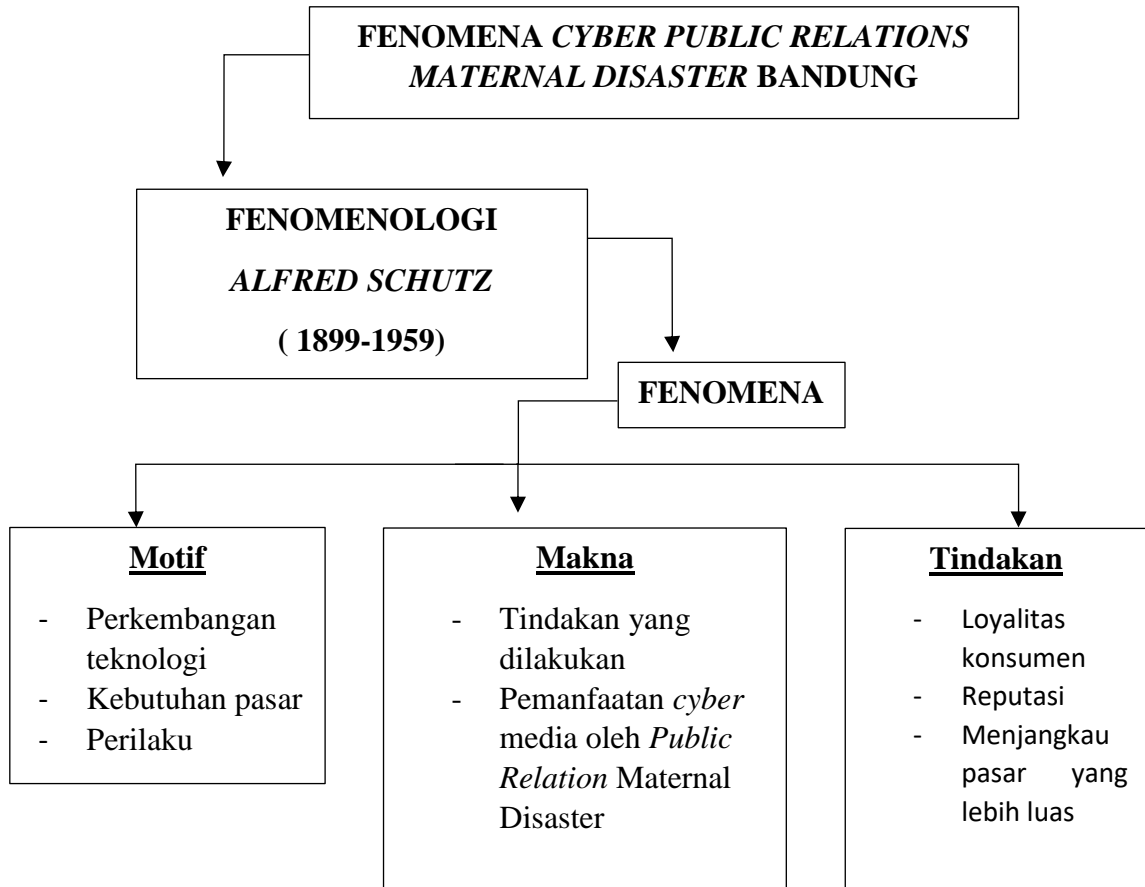 FENOMENA CYBER PUBLIC RELATIONS
MATERNAL DISASTER BANDUNG
FENOMENOLOGI
ALFRED SCHUTZ
( 1899-1959)
FENOMENA
Motif
- Perkembangan
teknologi
- Kebutuhan pasar
- Perilaku
Makna
- Tindakan yang
dilakukan
- Pemanfaatan cyber
media oleh Public
Relation Maternal
Disaster
Tindakan
- Loyalitas
konsumen
- Reputasi
- Menjangkau
pasar yang
lebih luas